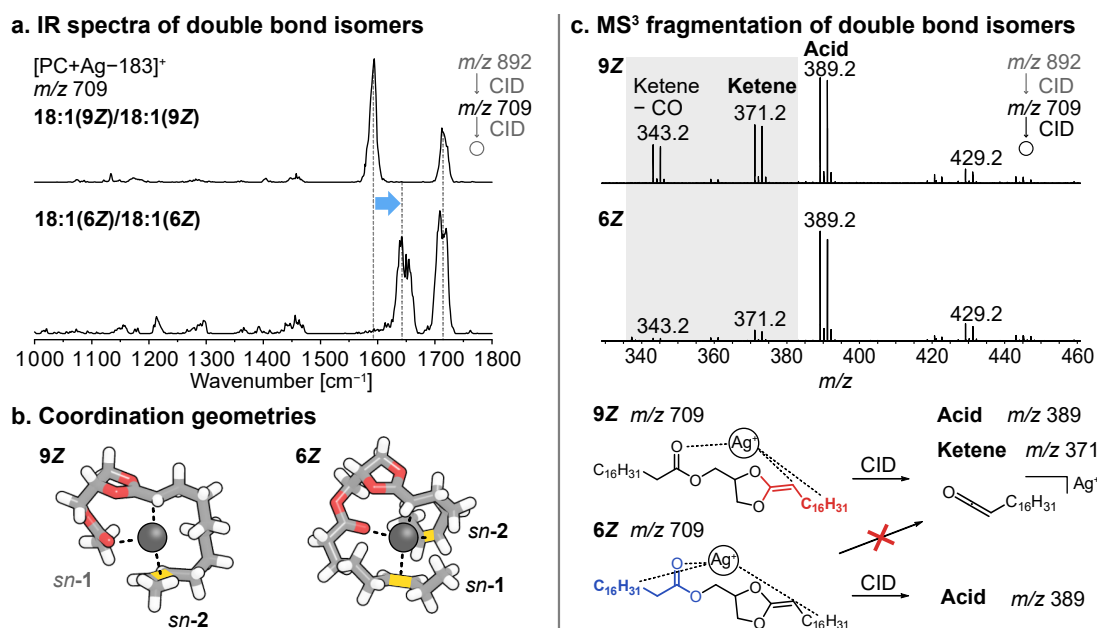 a. IR spectra of double bond isomers
[PC+Ag−183]⁺
m/z 709
18:1(9Z)/18:1(9Z)
m/z 892
CID
m/z 709
CID
18:1(6Z)/18:1(6Z)
1000 1100 1200 1300 1400 1500 1600 1700 1800
Wavenumber [cm⁻¹]
b. Coordination geometries
9Z
sn-1
sn-2
6Z
sn-2
sn-1
c. MS³ fragmentation of double bond isomers
9Z
Ketene
− CO
343.2
Ketene
371.2
Acid
389.2
429.2
m/z 892
CID
m/z 709
CID
6Z
343.2
371.2
389.2
429.2
340 360 380 400 420 440 460
m/z
9Z m/z 709
O
Ag⁺
C₁₆H₃₁
O
O
O
C₁₆H₃₁
CID
Acid m/z 389
Ketene m/z 371
Ag⁺
O
C₁₆H₃₁
6Z m/z 709
C₁₆H₃₁
O
Ag⁺
O
O
O
C₁₆H₃₁
CID
Acid m/z 389